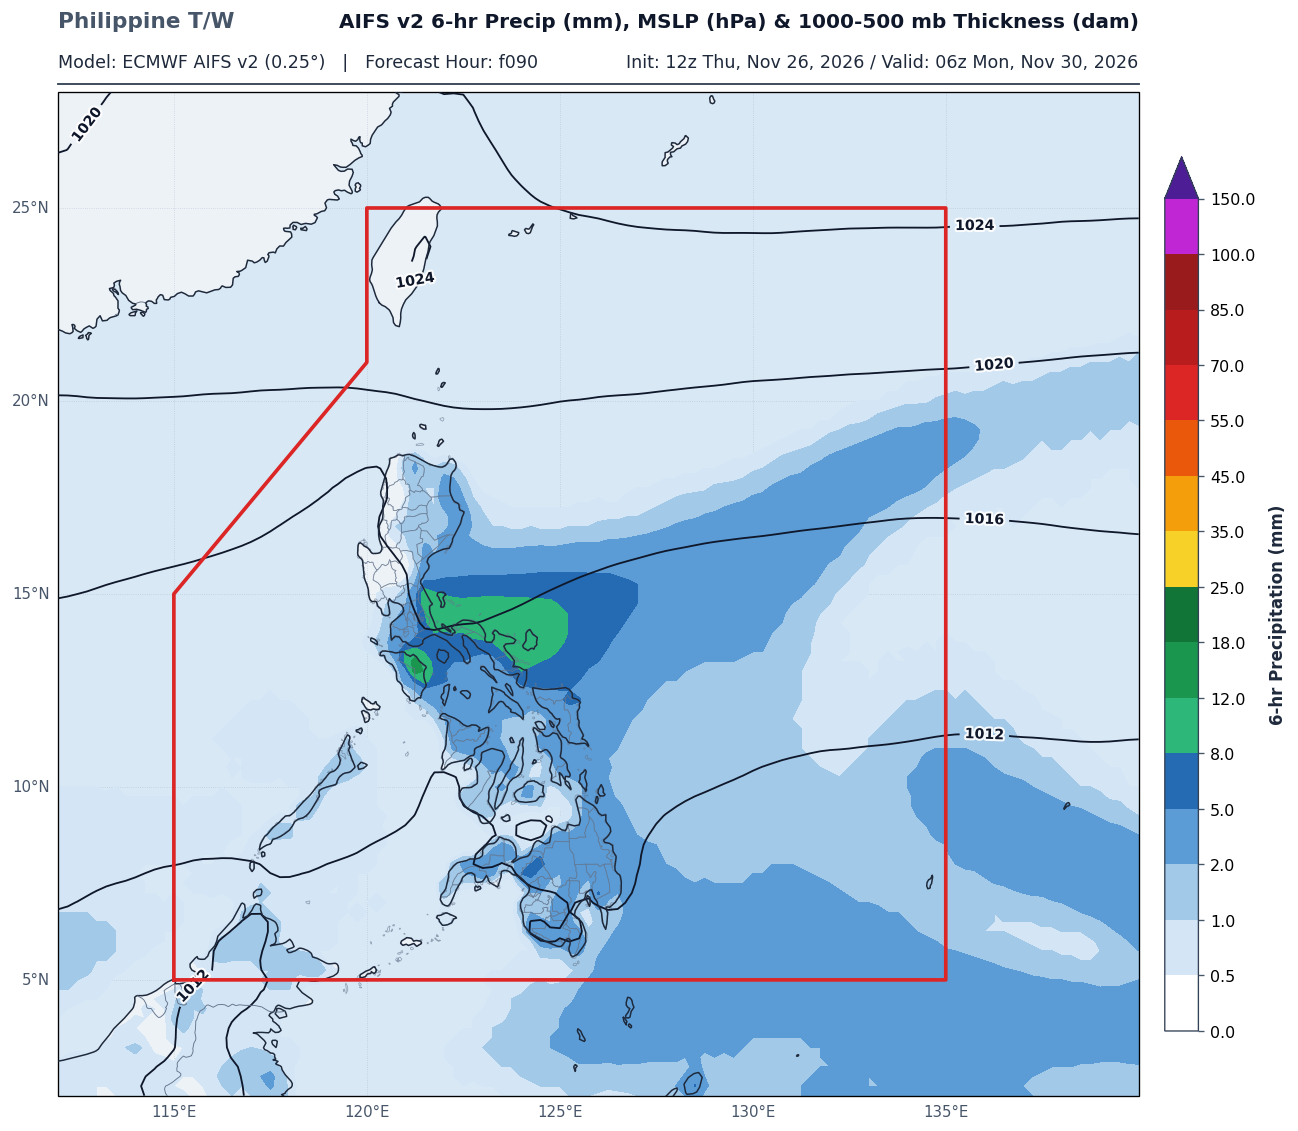 Philippine T/W
AIFS v2 6-hr Precip (mm), MSLP (hPa) & 1000-500 mb Thickness (dam)
Model: ECMWF AIFS v2 (0.25°)   |   Forecast Hour: f090
Init: 12z Thu, Nov 26, 2026 / Valid: 06z Mon, Nov 30, 2026
1020
25°N
1024
1024
1020
20°N
1016
15°N
1012
10°N
1012
5°N
115°E
120°E
125°E
130°E
135°E
150.0
100.0
85.0
70.0
55.0
45.0
35.0
25.0
18.0
12.0
8.0
5.0
2.0
1.0
0.5
0.0
6-hr Precipitation (mm)